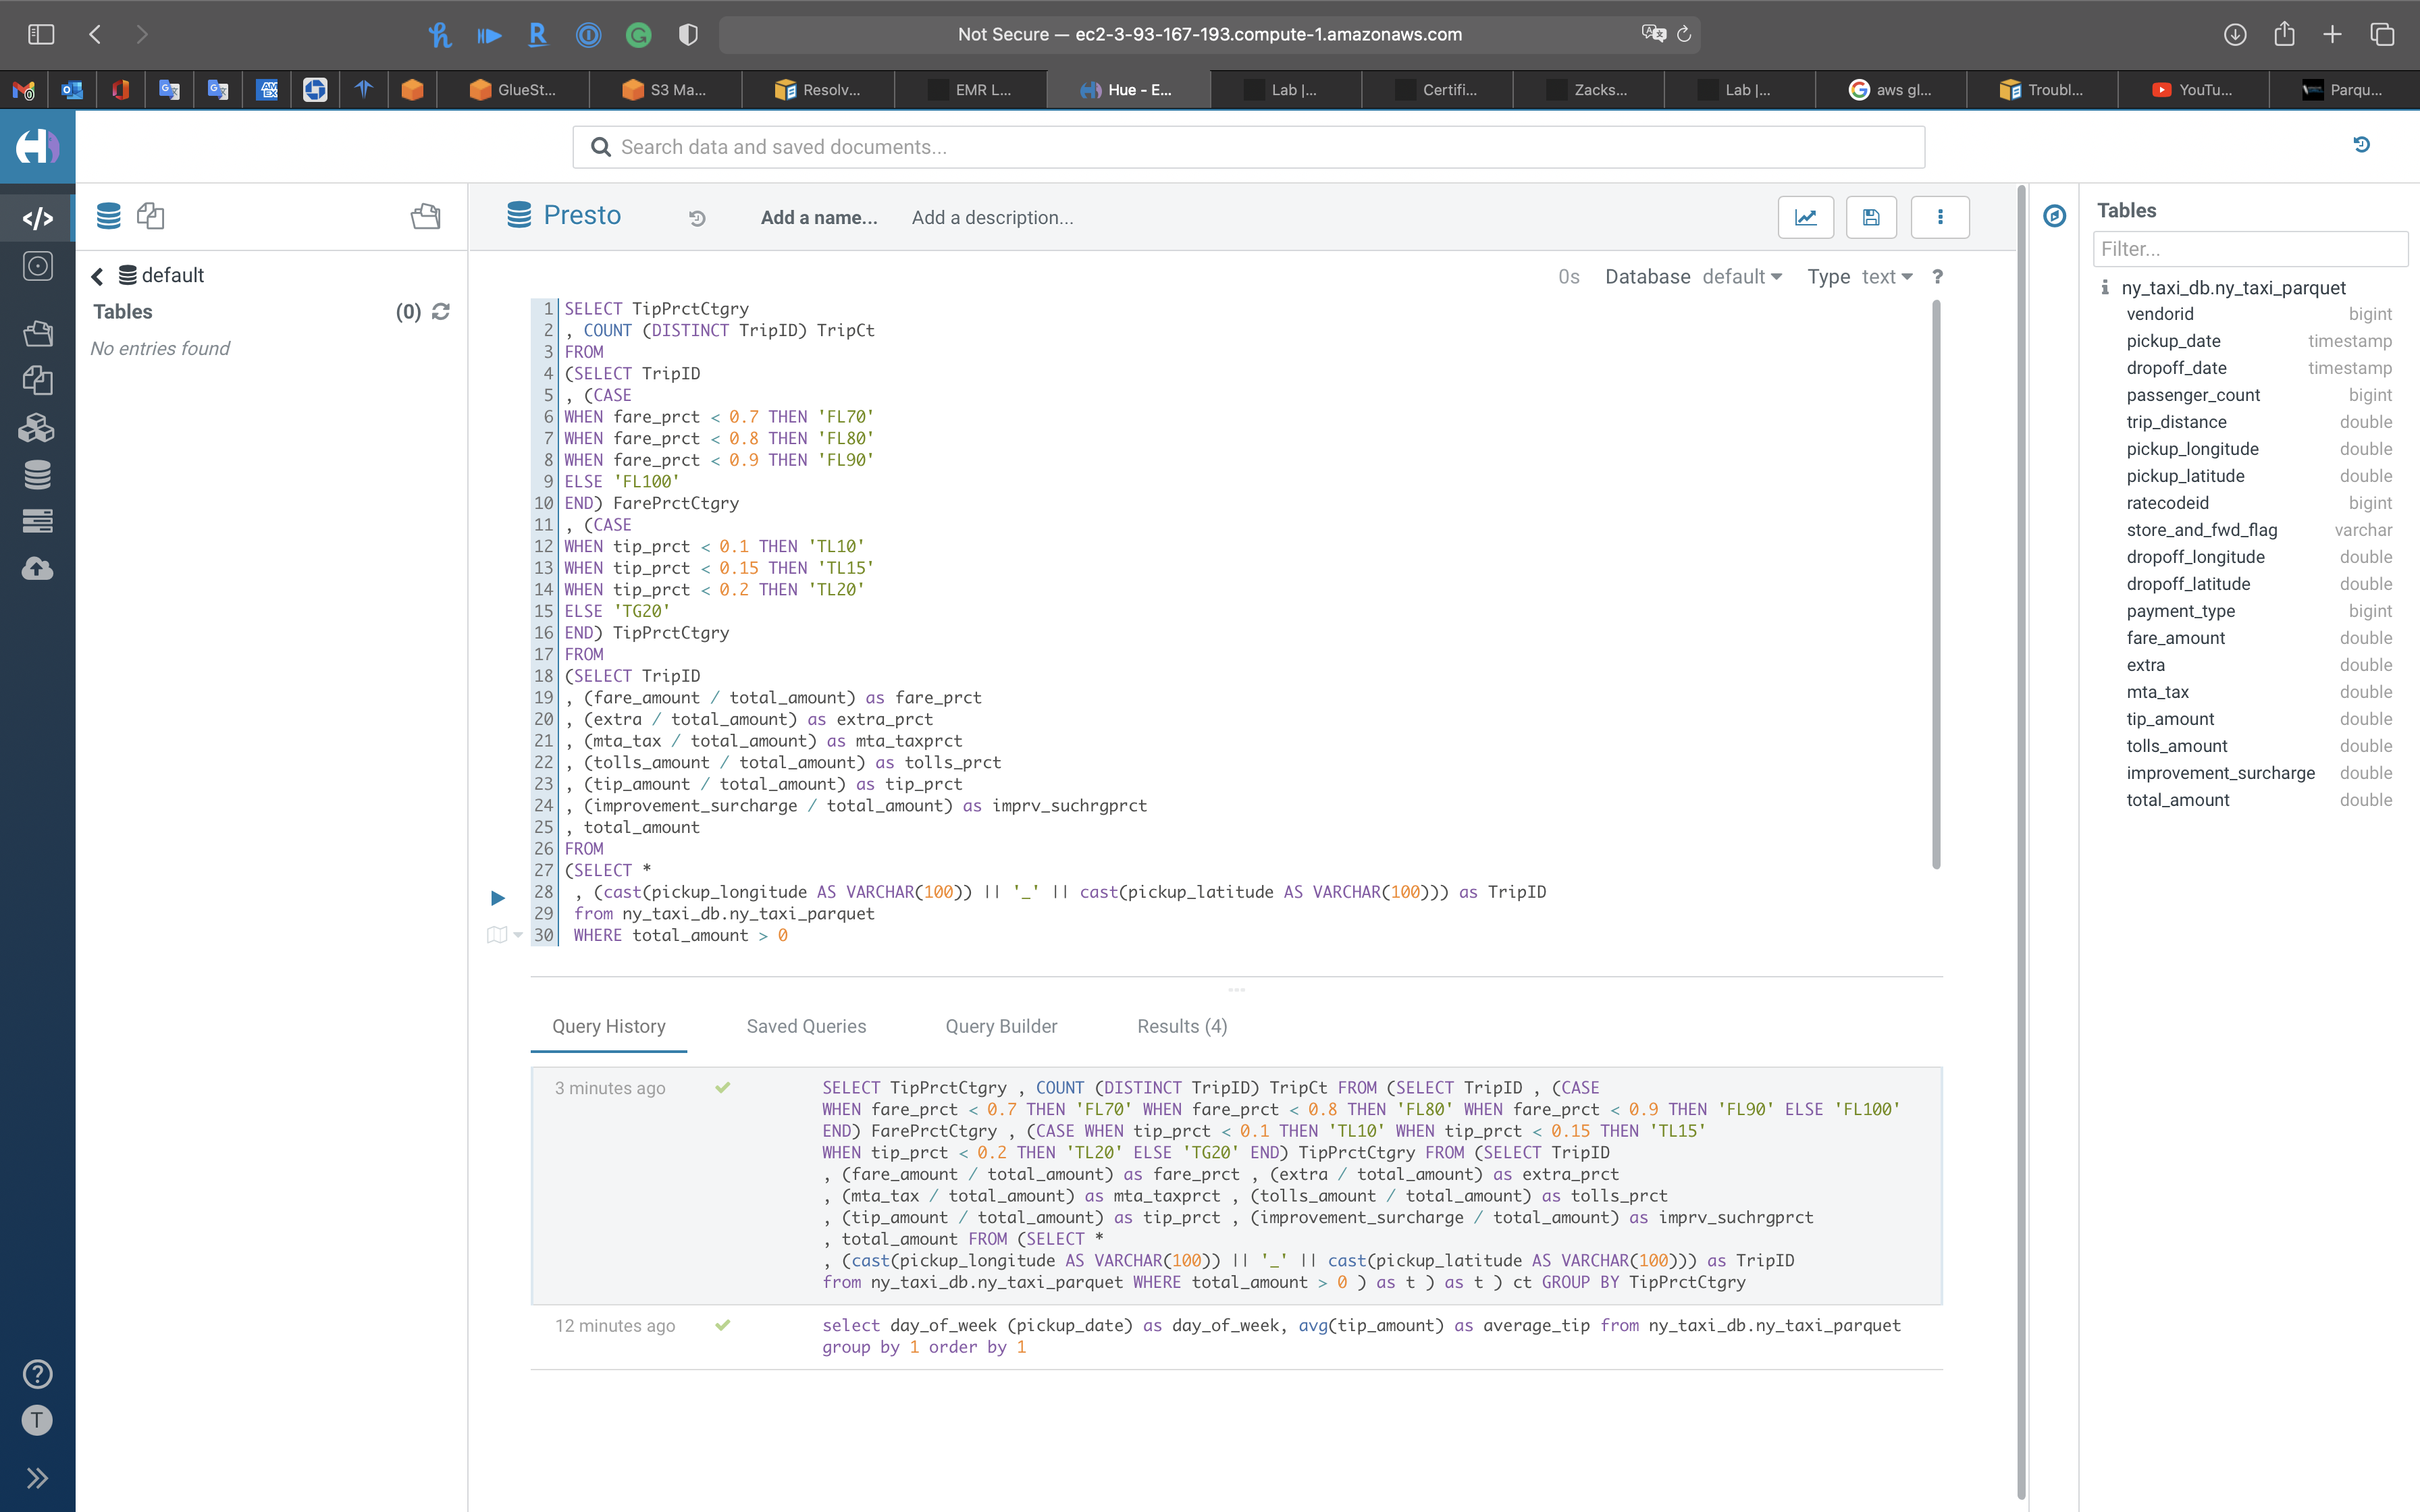 Not Secure — ec2-3-93-167-193.compute-1.amazonaws.com
GlueSt...
S3 Ma...
Resolv...
EMR L...
Hue - E...
Lab |...
Certifi...
Zacks...
Lab |...
aws gl...
Troubl...
YouTu...
Parqu...
Search data and saved documents...
default
Tables (0)
No entries found
Presto
Add a name...
Add a description...
0s Database default Type text ?
1 SELECT TipPrctCtgry
2 , COUNT (DISTINCT TripID) TripCt
3 FROM
4 (SELECT TripID
5 , (CASE
6 WHEN fare_prct < 0.7 THEN 'FL70'
7 WHEN fare_prct < 0.8 THEN 'FL80'
8 WHEN fare_prct < 0.9 THEN 'FL90'
9 ELSE 'FL100'
10 END) FarePrctCtgry
11 , (CASE
12 WHEN tip_prct < 0.1 THEN 'TL10'
13 WHEN tip_prct < 0.15 THEN 'TL15'
14 WHEN tip_prct < 0.2 THEN 'TL20'
15 ELSE 'TG20'
16 END) TipPrctCtgry
17 FROM
18 (SELECT TripID
19 , (fare_amount / total_amount) as fare_prct
20 , (extra / total_amount) as extra_prct
21 , (mta_tax / total_amount) as mta_taxprct
22 , (tolls_amount / total_amount) as tolls_prct
23 , (tip_amount / total_amount) as tip_prct
24 , (improvement_surcharge / total_amount) as imprv_suchrgprct
25 , total_amount
26 FROM
27 (SELECT *
28 , (cast(pickup_longitude AS VARCHAR(100)) || '_' || cast(pickup_latitude AS VARCHAR(100))) as TripID
29 from ny_taxi_db.ny_taxi_parquet
30 WHERE total_amount > 0
Query History
Saved Queries
Query Builder
Results (4)
3 minutes ago
SELECT TipPrctCtgry , COUNT (DISTINCT TripID) TripCt FROM (SELECT TripID , (CASE
WHEN fare_prct < 0.7 THEN 'FL70' WHEN fare_prct < 0.8 THEN 'FL80' WHEN fare_prct < 0.9 THEN 'FL90' ELSE 'FL100'
END) FarePrctCtgry , (CASE WHEN tip_prct < 0.1 THEN 'TL10' WHEN tip_prct < 0.15 THEN 'TL15'
WHEN tip_prct < 0.2 THEN 'TL20' ELSE 'TG20' END) TipPrctCtgry FROM (SELECT TripID
, (fare_amount / total_amount) as fare_prct , (extra / total_amount) as extra_prct
, (mta_tax / total_amount) as mta_taxprct , (tolls_amount / total_amount) as tolls_prct
, (tip_amount / total_amount) as tip_prct , (improvement_surcharge / total_amount) as imprv_suchrgprct
, total_amount FROM (SELECT *
, (cast(pickup_longitude AS VARCHAR(100)) || '_' || cast(pickup_latitude AS VARCHAR(100))) as TripID
from ny_taxi_db.ny_taxi_parquet WHERE total_amount > 0 ) as t ) as t ) ct GROUP BY TipPrctCtgry
12 minutes ago
select day_of_week (pickup_date) as day_of_week, avg(tip_amount) as average_tip from ny_taxi_db.ny_taxi_parquet
group by 1 order by 1
Tables
Filter...
ny_taxi_db.ny_taxi_parquet
vendorid bigint
pickup_date timestamp
dropoff_date timestamp
passenger_count bigint
trip_distance double
pickup_longitude double
pickup_latitude double
ratecodeid bigint
store_and_fwd_flag varchar
dropoff_longitude double
dropoff_latitude double
payment_type bigint
fare_amount double
extra double
mta_tax double
tip_amount double
tolls_amount double
improvement_surcharge double
total_amount double
T